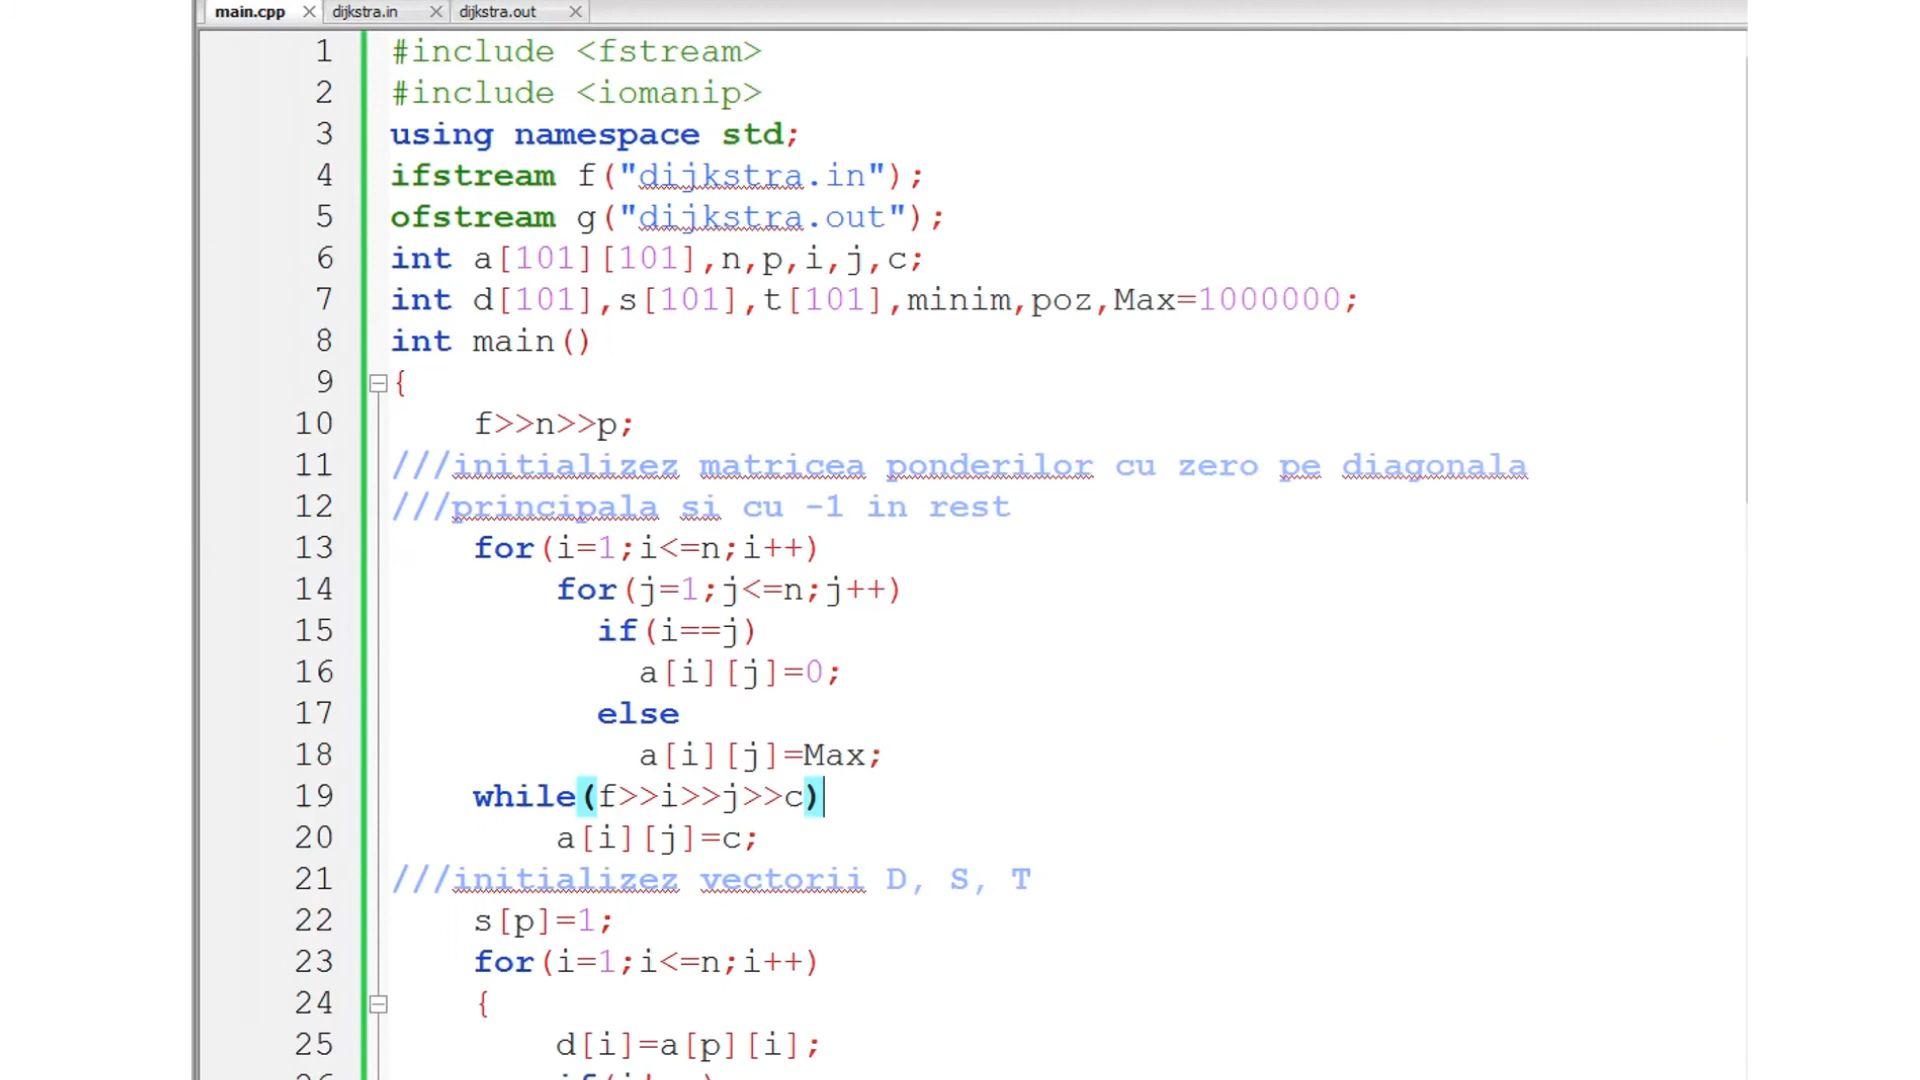 main.cpp dijkstra.in dijkstra.out
1 #include <fstream>
2 #include <iomanip>
3 using namespace std;
4 ifstream f("dijkstra.in");
5 ofstream g("dijkstra.out");
6 int a[101][101],n,p,i,j,c;
7 int d[101],s[101],t[101],minim,poz,Max=1000000;
8 int main()
9 {
10 f>>n>>p;
11 ///initializez matricea ponderilor cu zero pe diagonala
12 ///principala si cu -1 in rest
13 for(i=1;i<=n;i++)
14 for(j=1;j<=n;j++)
15 if(i==j)
16 a[i][j]=0;
17 else
18 a[i][j]=Max;
19 while(f>>i>>j>>c)
20 a[i][j]=c;
21 ///initializez vectorii D, S, T
22 s[p]=1;
23 for(i=1;i<=n;i++)
24 {
25 d[i]=a[p][i];